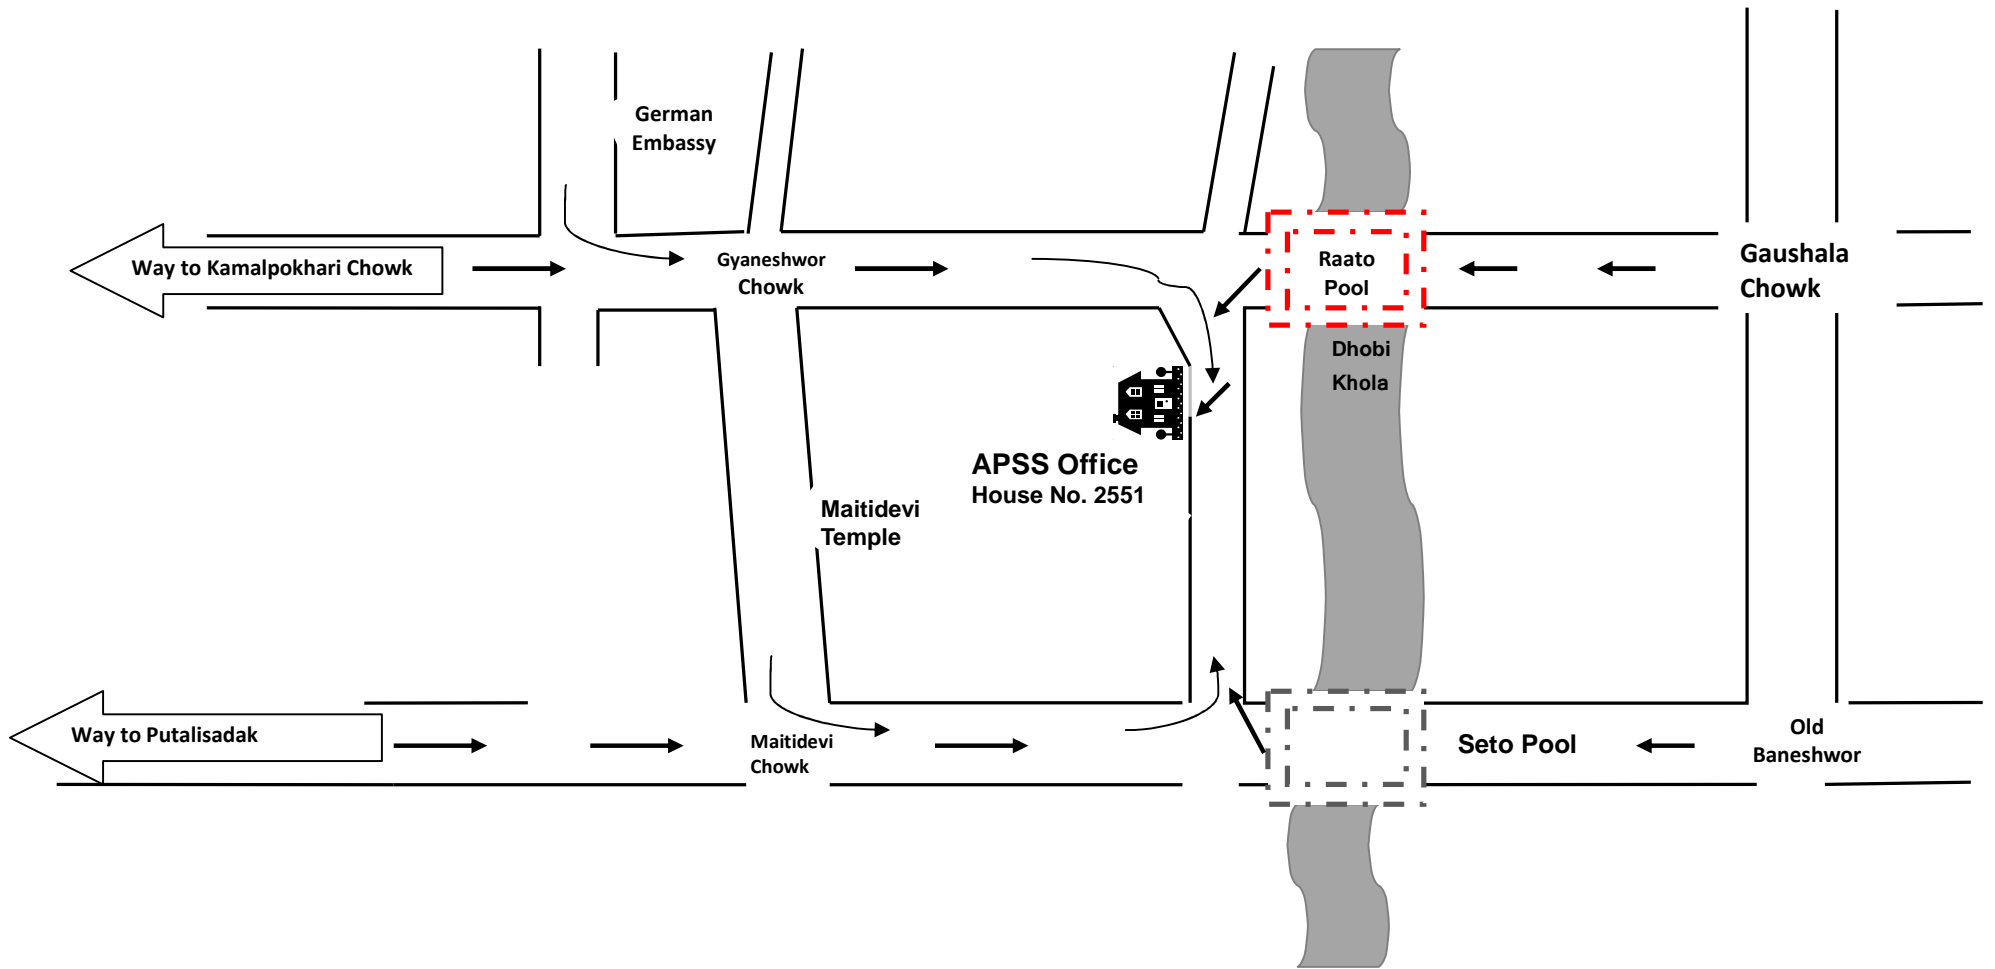 German
Embassy
Way to Kamalpokhari Chowk
Gyaneshwor
Chowk
Raato
Pool
Gaushala
Chowk
Dhobi
Khola
APSS Office
House No. 2551
Maitidevi
Temple
Way to Putalisadak
Maitidevi
Chowk
Seto Pool
Old
Baneshwor